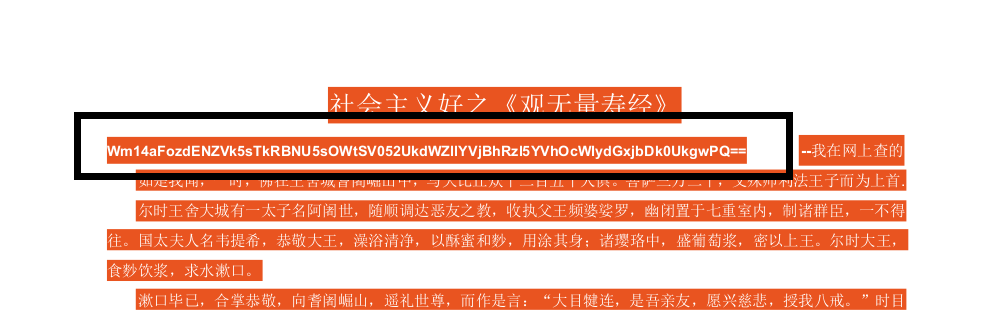 社会主义好之《观无量寿经》
Wm14aFozdENZVk5sTkRBNU5sOWtSV052UkdWZllYVjBhRzl5YVhOcWlydGxjbDk0UkgwPQ== --我在网上查的
如是我闻，一时，佛在王舍城耆阇崛山中，与大比丘众千二百五十人俱。菩萨三万二千，文殊师利法王子而为上首.
尔时王舍大城有一太子名阿阇世，随顺调达恶友之教，收执父王频婆娑罗，幽闭置于七重室内，制诸群臣，一不得
往。国太夫人名韦提希，恭敬大王，澡浴清净，以酥蜜和麨，用涂其身；诸璎珞中，盛葡萄浆，密以上王。尔时大王，
食麨饮浆，求水漱口。
漱口毕已，合掌恭敬，向耆阇崛山，遥礼世尊，而作是言：“大目犍连，是吾亲友，愿兴慈悲，授我八戒。”时目